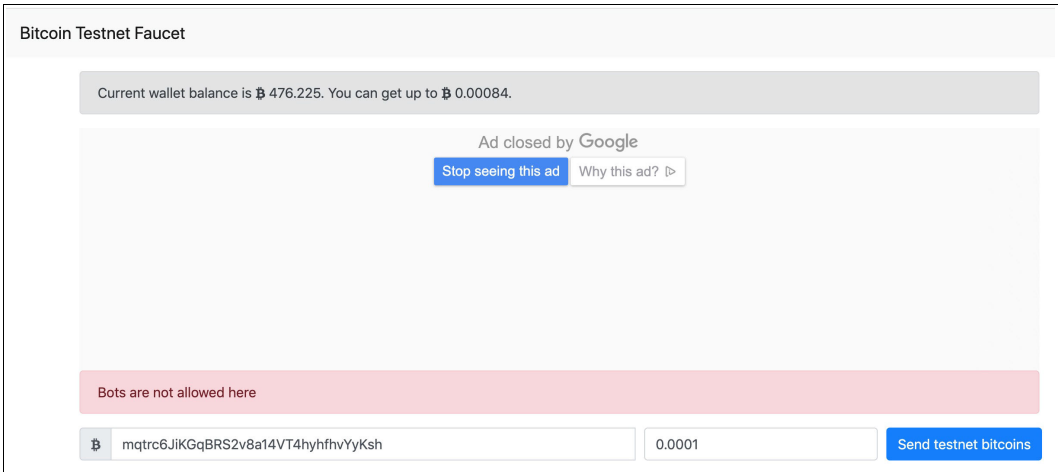 Bitcoin Testnet Faucet
Current wallet balance is ₿ 476.225. You can get up to ₿ 0.00084.
Ad closed by Google
Stop seeing this ad Why this ad?
Bots are not allowed here
₿ mqtrc6JiKGqBRS2v8a14VT4hyhfhvYyKsh 0.0001 Send testnet bitcoins